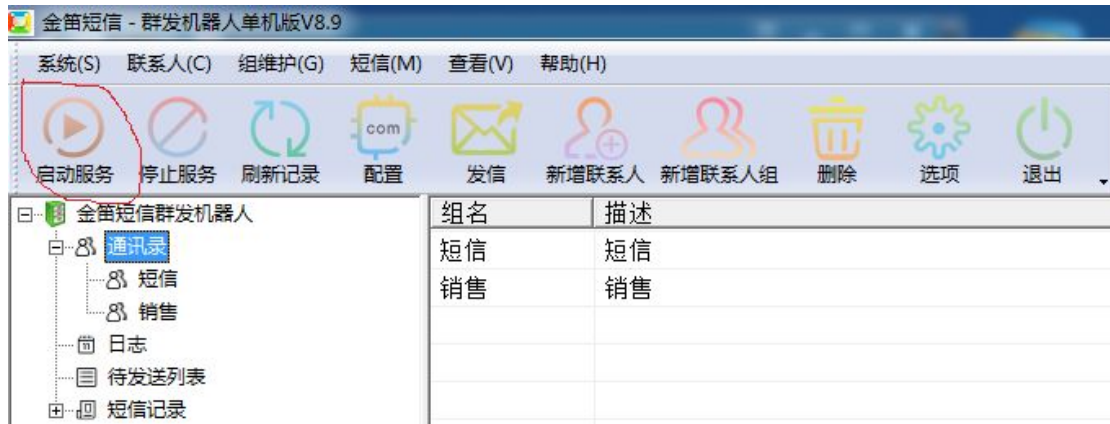 金笛短信 - 群发机器人单机版V8.9
系统(S) 联系人(C) 组维护(G) 短信(M) 查看(V) 帮助(H)
com
启动服务 停止服务 刷新记录 配置 发信 新增联系人 新增联系人组 删除 选项 退出
金笛短信群发机器人
通讯录
短信
销售
日志
待发送列表
短信记录
组名 描述
短信 短信
销售 销售